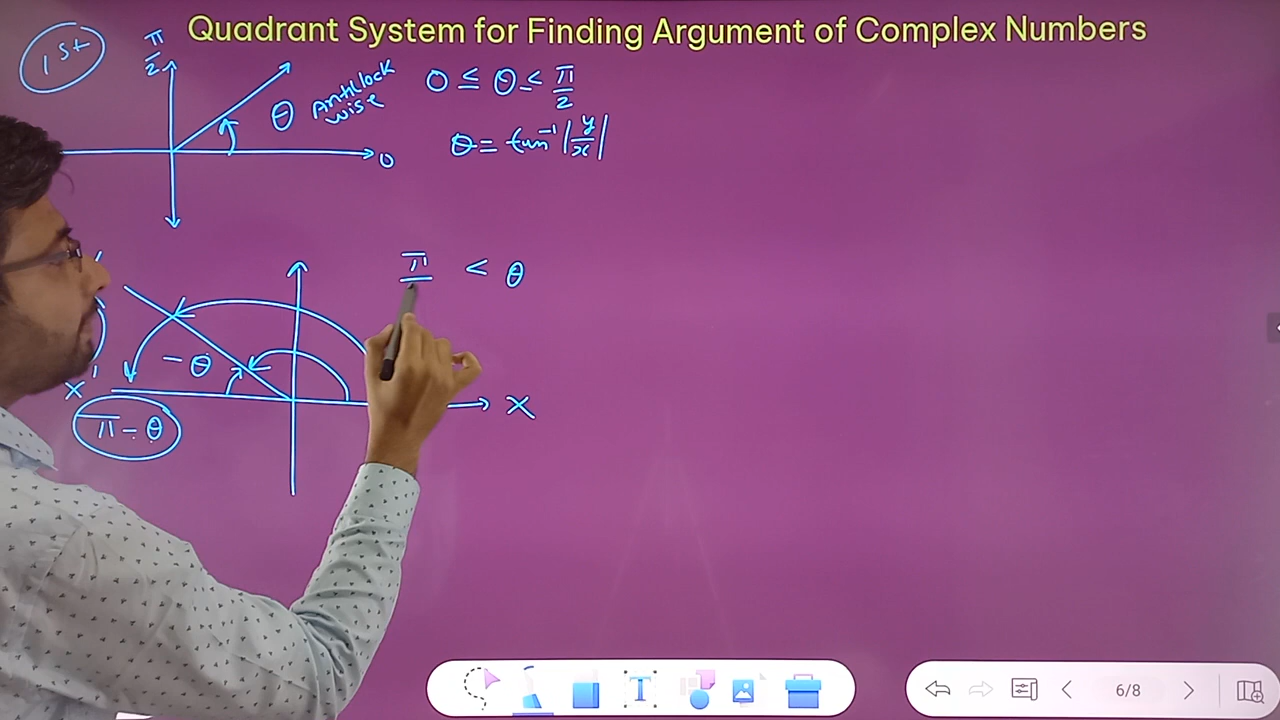 Quadrant System for Finding Argument of Complex Numbers
1st
π/2
θ Anticlock
wise
0
0 ≤ θ ≤ π/2
θ = tan⁻¹|y/x|
π < θ
-θ
X'
X
π - θ
6/8